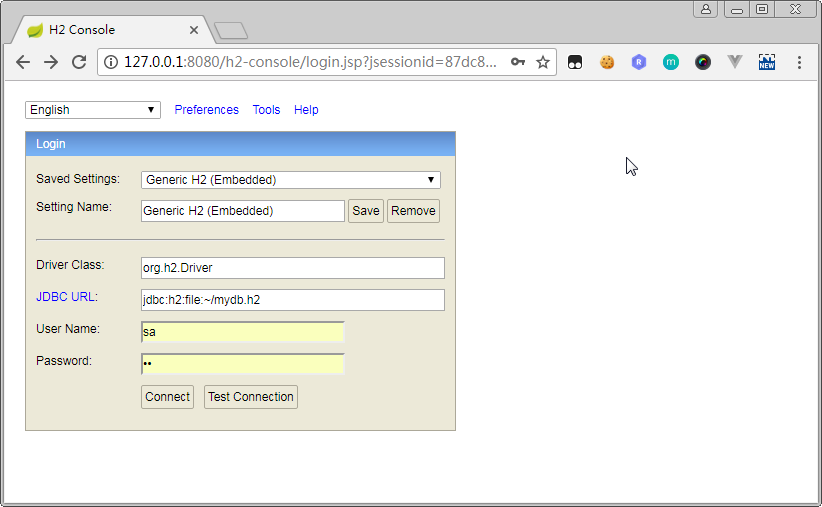 H2 Console
127.0.0.1:8080/h2-console/login.jsp?jsessionid=87dc8...
R
m
NEW
English Preferences Tools Help
Login
Saved Settings: Generic H2 (Embedded)
Setting Name: Generic H2 (Embedded) Save Remove
Driver Class: org.h2.Driver
JDBC URL: jdbc:h2:file:~/mydb.h2
User Name: sa
Password: ••
Connect Test Connection